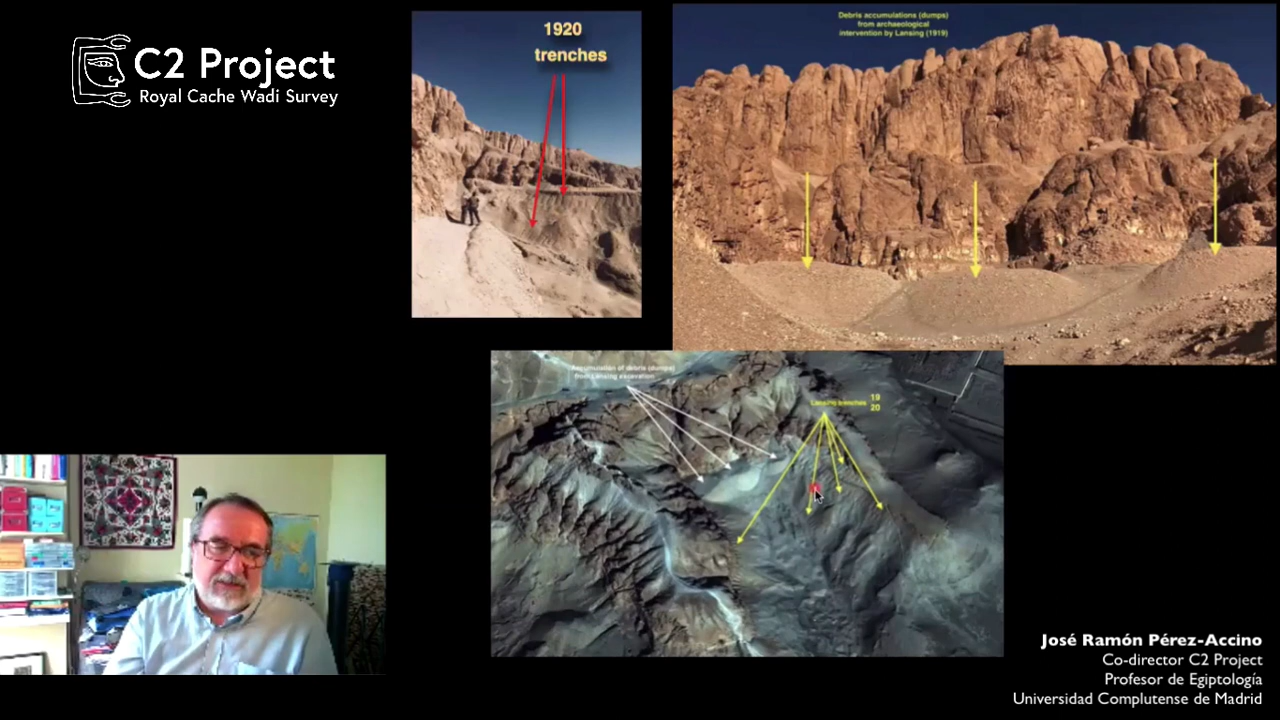 C2 Project
Royal Cache Wadi Survey
1920
trenches
Debris accumulations (dumps)
from archaeological
intervention by Lansing (1919)
Accumulation of debris (dumps)
from Lansing excavation
Lansing trenches
19
20
José Ramón Pérez-Accino
Co-director C2 Project
Profesor de Egiptología
Universidad Complutense de Madrid